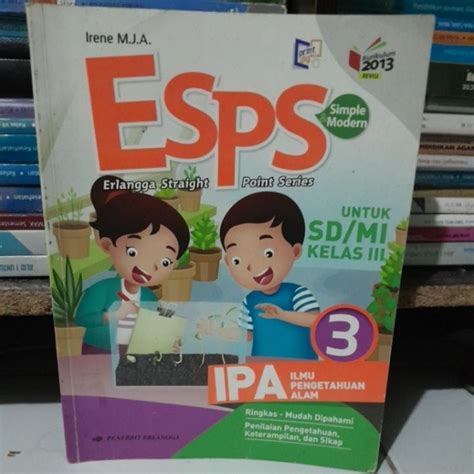 Irene M.J.A.
print
Kurikulum
2013
REVISI
ESPS
Simple
Modern
Erlangga Straight Point Series
UNTUK
SD/MI
KELAS III
3
IPA
ILMU
PENGETAHUAN
ALAM
Ringkas - Mudah Dipahami
Penilaian Pengetahuan,
Keterampilan, dan Sikap
PENERBIT ERLANGGA